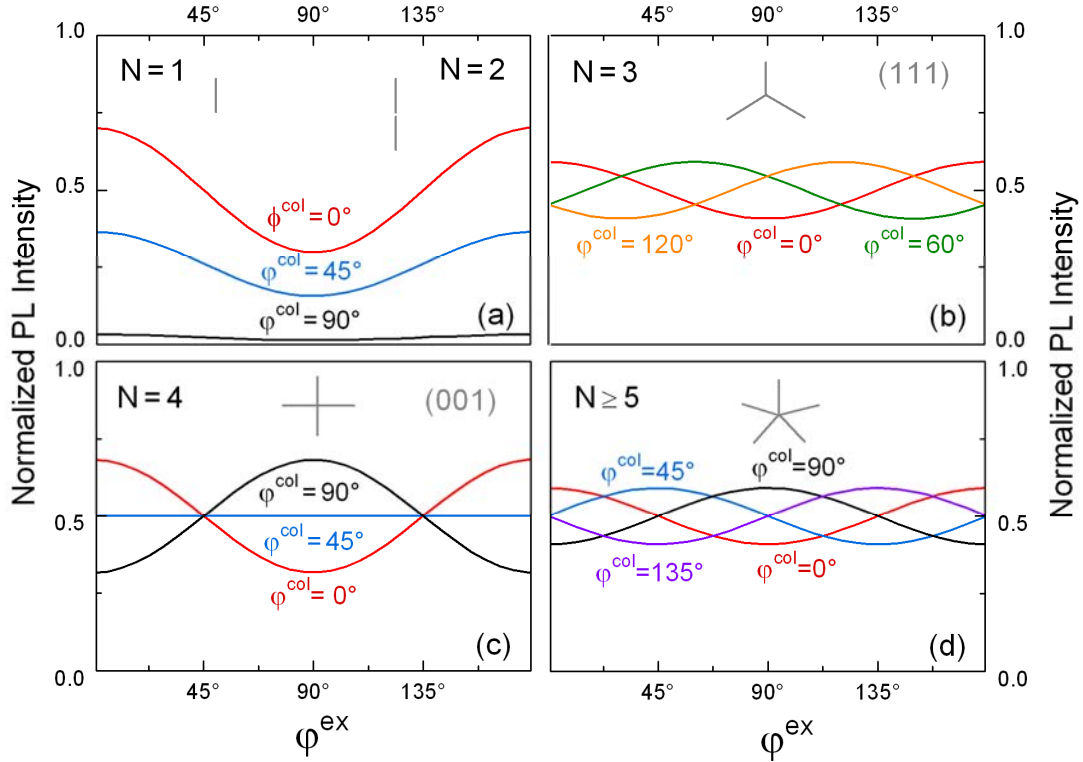 45° 90° 135° 45° 90° 135°
1.0
N = 1
N = 2
Normalized PL Intensity
0.5
ϕᶜᵒˡ = 0°
φᶜᵒˡ = 45°
φᶜᵒˡ = 90°
(a)
0.0
N = 3
(111)
1.0
0.5
φᶜᵒˡ = 120°
φᶜᵒˡ = 0°
φᶜᵒˡ = 60°
(b)
0.0
Normalized PL Intensity
1.0
N = 4
(001)
Normalized PL Intensity
φᶜᵒˡ = 90°
0.5
φᶜᵒˡ = 45°
φᶜᵒˡ = 0°
(c)
0.0
45° 90° 135°
φᵉˣ
N ≥ 5
1.0
φᶜᵒˡ=45°
φᶜᵒˡ=90°
0.5
φᶜᵒˡ=135°
φᶜᵒˡ=0°
(d)
0.0
45° 90° 135°
φᵉˣ